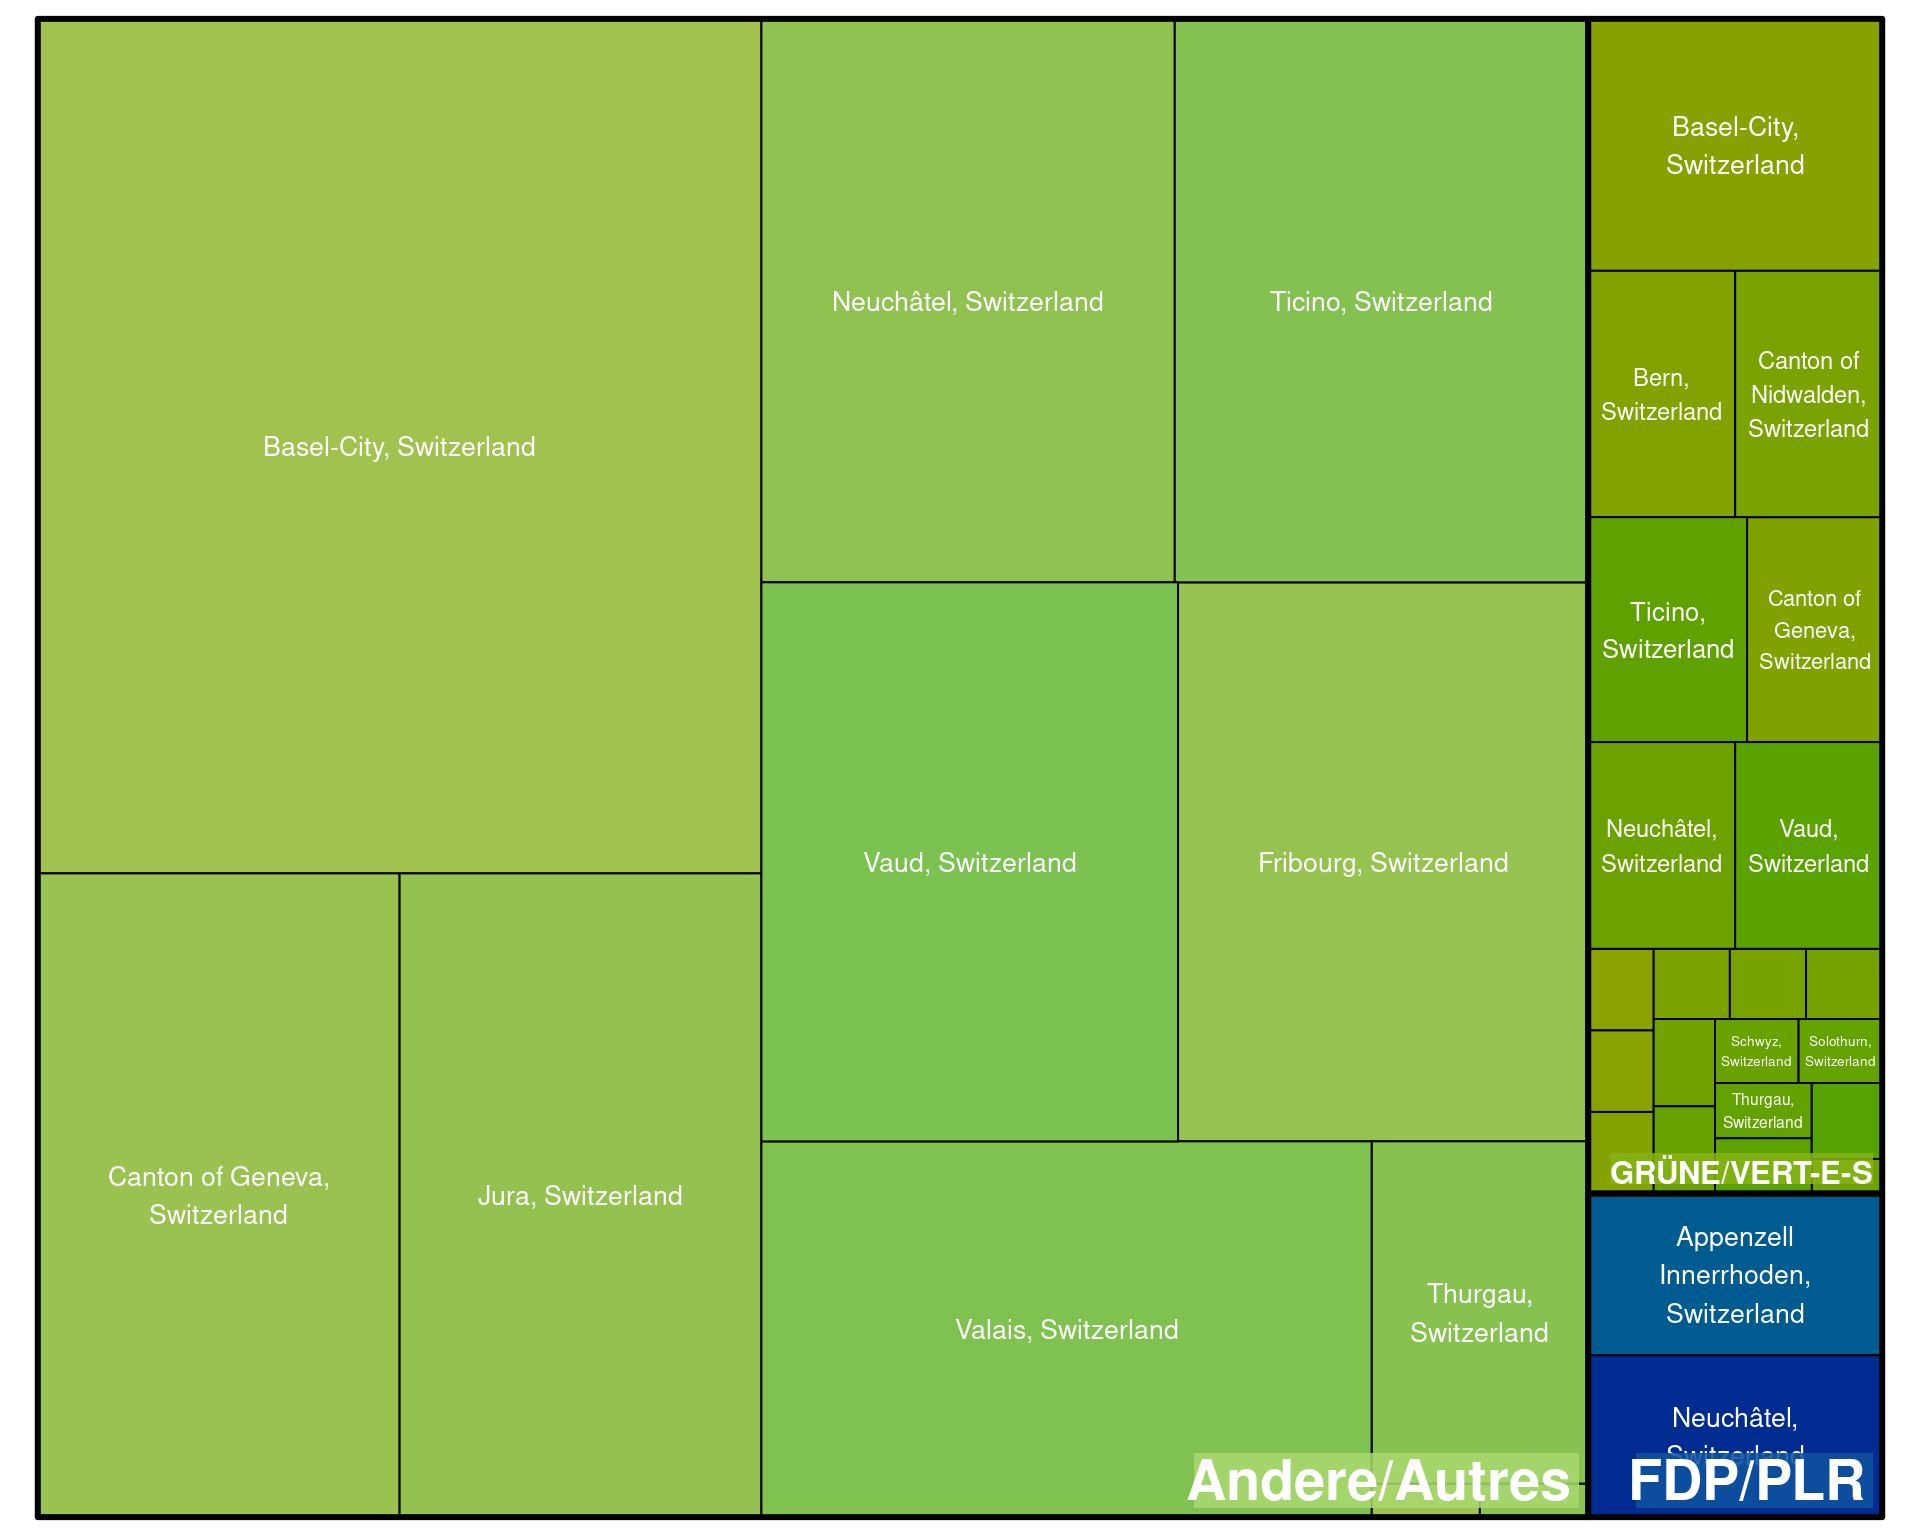 Basel-City, Switzerland
Neuchâtel, Switzerland
Ticino, Switzerland
Vaud, Switzerland
Fribourg, Switzerland
Canton of Geneva,
Switzerland
Jura, Switzerland
Valais, Switzerland
Thurgau,
Switzerland
Andere/Autres
Basel-City,
Switzerland
Bern,
Switzerland
Canton of
Nidwalden,
Switzerland
Ticino,
Switzerland
Canton of
Geneva,
Switzerland
Neuchâtel,
Switzerland
Vaud,
Switzerland
Schwyz,
Switzerland
Solothurn,
Switzerland
Thurgau,
Switzerland
GRÜNE/VERT-E-S
Appenzell
Innerrhoden,
Switzerland
Neuchâtel,
Switzerland
FDP/PLR